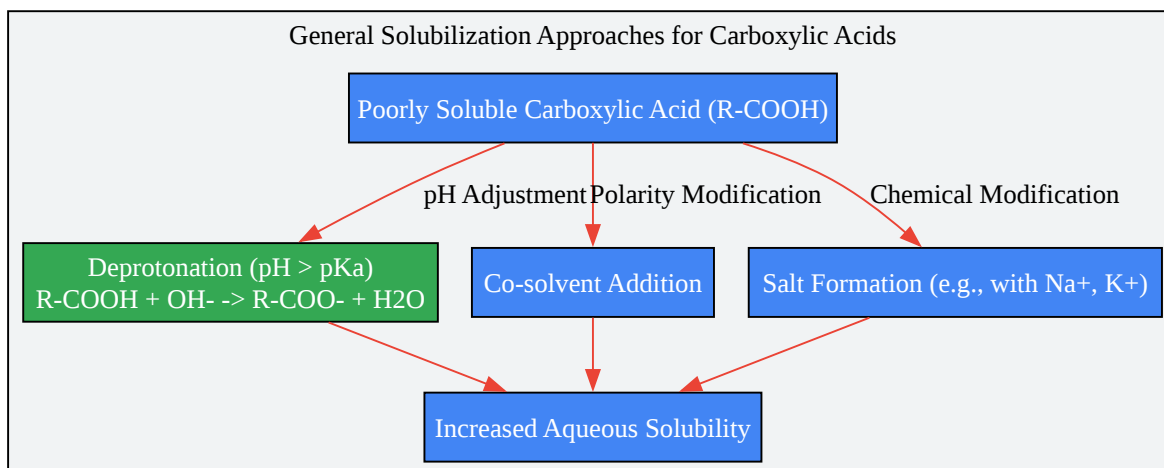 General Solubilization Approaches for Carboxylic Acids
Poorly Soluble Carboxylic Acid (R-COOH)
pH Adjustment
Polarity Modification
Chemical Modification
Deprotonation (pH > pKa)
R-COOH + OH- -> R-COO- + H2O
Co-solvent Addition
Salt Formation (e.g., with Na+, K+)
Increased Aqueous Solubility